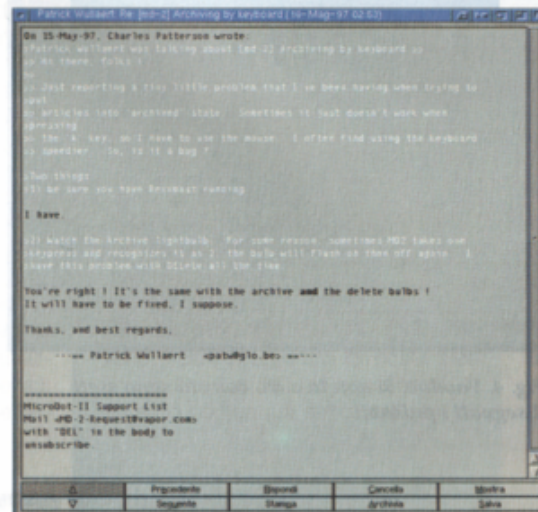 Patrick Wullaert Re: [md-2] Archiving by keyboard (16-Mag-97 02:52)
On 15-May-97, Charles Patterson wrote:
>Patrick Wullaert was talking about [md-2] Archiving by keyboard
>> Hi there, folks !
>>
>> Just reporting a tiny little problem that I've been having when trying to
>> articles into 'archived' state. Sometimes it just doesn't work when
>> the key, so I have to use the mouse. I often find using the keyboard
>> speedier. So, is it a bug ?
>Two things
be sure you have running
I have.
watch the archive lightbulb. For some reason, sometimes MD2 takes one
keypress and recognizes it as 2, the bulb will flash on then off again. I
have this problem with all the time
You're right ! It's the same with the archive and the delete bulbs !
It will have to be fixed, I suppose.
Thanks, and best regards,
Patrick Wullaert <patw@glo.be>
MicroDot-II Support List
Mail <MD-2-Request@vapor.com>
with "DEL" in the body to
unsubscribe.
Precedente Rispondi Cancella Mostra
Seguente Stampa Archivia Salva